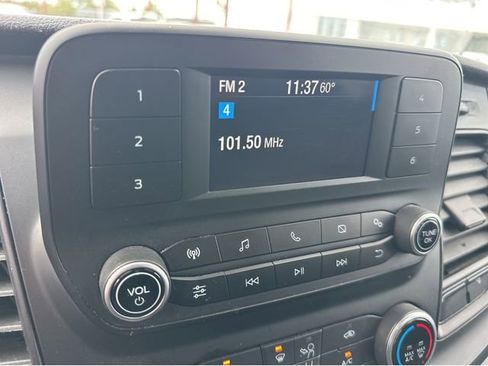 FM 2 11:37 60°
4
101.50 MHz
1
2
3
4
5
6
VOL
TUNE
OK
MAX
A/C
MAX
A/C